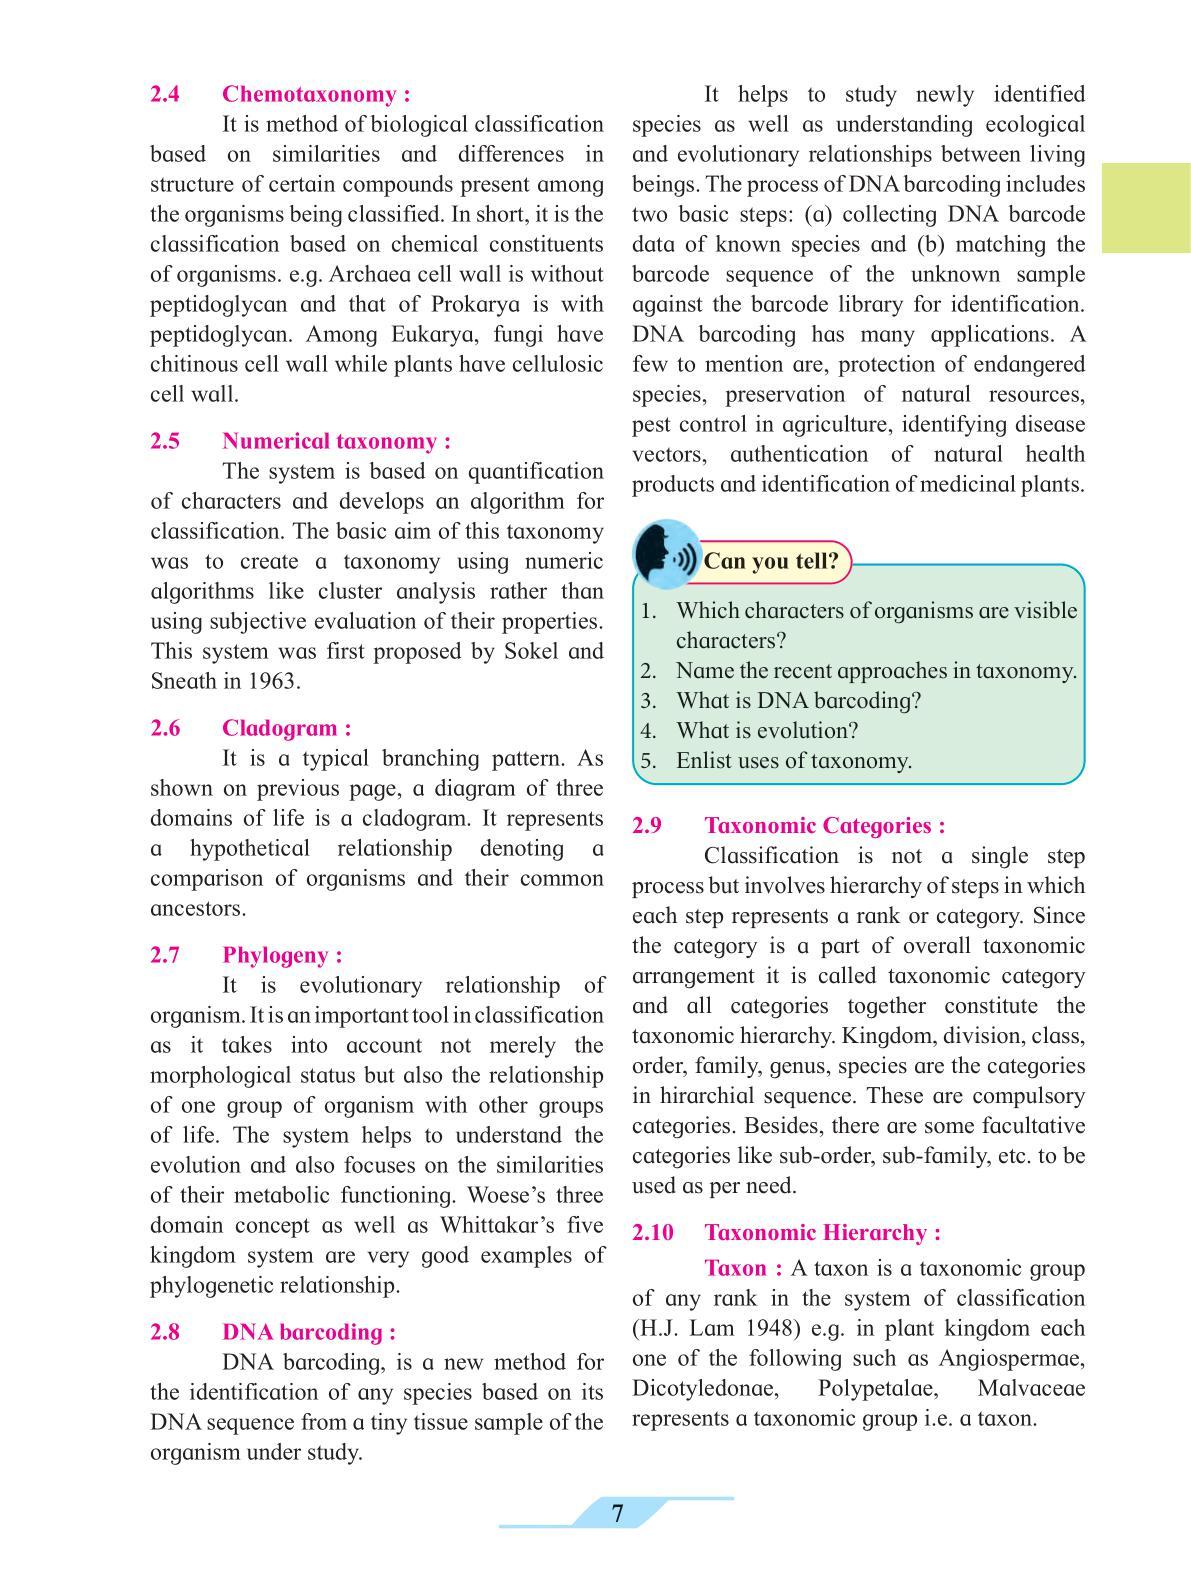 2.4 Chemotaxonomy :
It is method of biological classification
based on similarities and differences in
structure of certain compounds present among
the organisms being classified. In short, it is the
classification based on chemical constituents
of organisms. e.g. Archaea cell wall is without
peptidoglycan and that of Prokarya is with
peptidoglycan. Among Eukarya, fungi have
chitinous cell wall while plants have cellulosic
cell wall.
2.5 Numerical taxonomy :
The system is based on quantification
of characters and develops an algorithm for
classification. The basic aim of this taxonomy
was to create a taxonomy using numeric
algorithms like cluster analysis rather than
using subjective evaluation of their properties.
This system was first proposed by Sokel and
Sneath in 1963.
2.6 Cladogram :
It is a typical branching pattern. As
shown on previous page, a diagram of three
domains of life is a cladogram. It represents
a hypothetical relationship denoting a
comparison of organisms and their common
ancestors.
2.7 Phylogeny :
It is evolutionary relationship of
organism. It is an important tool in classification
as it takes into account not merely the
morphological status but also the relationship
of one group of organism with other groups
of life. The system helps to understand the
evolution and also focuses on the similarities
of their metabolic functioning. Woese’s three
domain concept as well as Whittakar’s five
kingdom system are very good examples of
phylogenetic relationship.
2.8 DNA barcoding :
DNA barcoding, is a new method for
the identification of any species based on its
DNA sequence from a tiny tissue sample of the
organism under study.
It helps to study newly identified
species as well as understanding ecological
and evolutionary relationships between living
beings. The process of DNA barcoding includes
two basic steps: (a) collecting DNA barcode
data of known species and (b) matching the
barcode sequence of the unknown sample
against the barcode library for identification.
DNA barcoding has many applications. A
few to mention are, protection of endangered
species, preservation of natural resources,
pest control in agriculture, identifying disease
vectors, authentication of natural health
products and identification of medicinal plants.
Can you tell?
1. Which characters of organisms are visible
characters?
2. Name the recent approaches in taxonomy.
3. What is DNA barcoding?
4. What is evolution?
5. Enlist uses of taxonomy.
2.9 Taxonomic Categories :
Classification is not a single step
process but involves hierarchy of steps in which
each step represents a rank or category. Since
the category is a part of overall taxonomic
arrangement it is called taxonomic category
and all categories together constitute the
taxonomic hierarchy. Kingdom, division, class,
order, family, genus, species are the categories
in hirarchial sequence. These are compulsory
categories. Besides, there are some facultative
categories like sub-order, sub-family, etc. to be
used as per need.
2.10 Taxonomic Hierarchy :
Taxon : A taxon is a taxonomic group
of any rank in the system of classification
(H.J. Lam 1948) e.g. in plant kingdom each
one of the following such as Angiospermae,
Dicotyledonae, Polypetalae, Malvaceae
represents a taxonomic group i.e. a taxon.
7